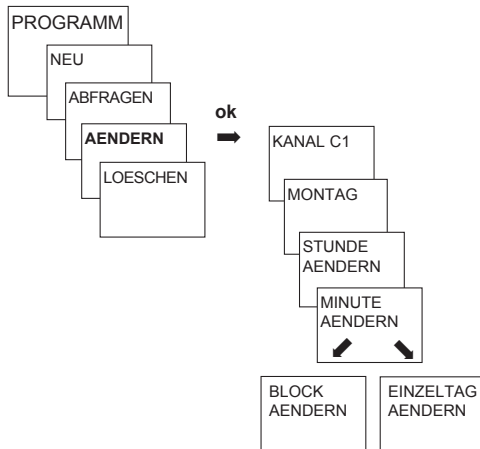 PROGRAMM
NEU
ABFRAGEN
AENDERN
LOESCHEN
ok
KANAL C1
MONTAG
STUNDE
AENDERN
MINUTE
AENDERN
BLOCK
AENDERN
EINZELTAG
AENDERN